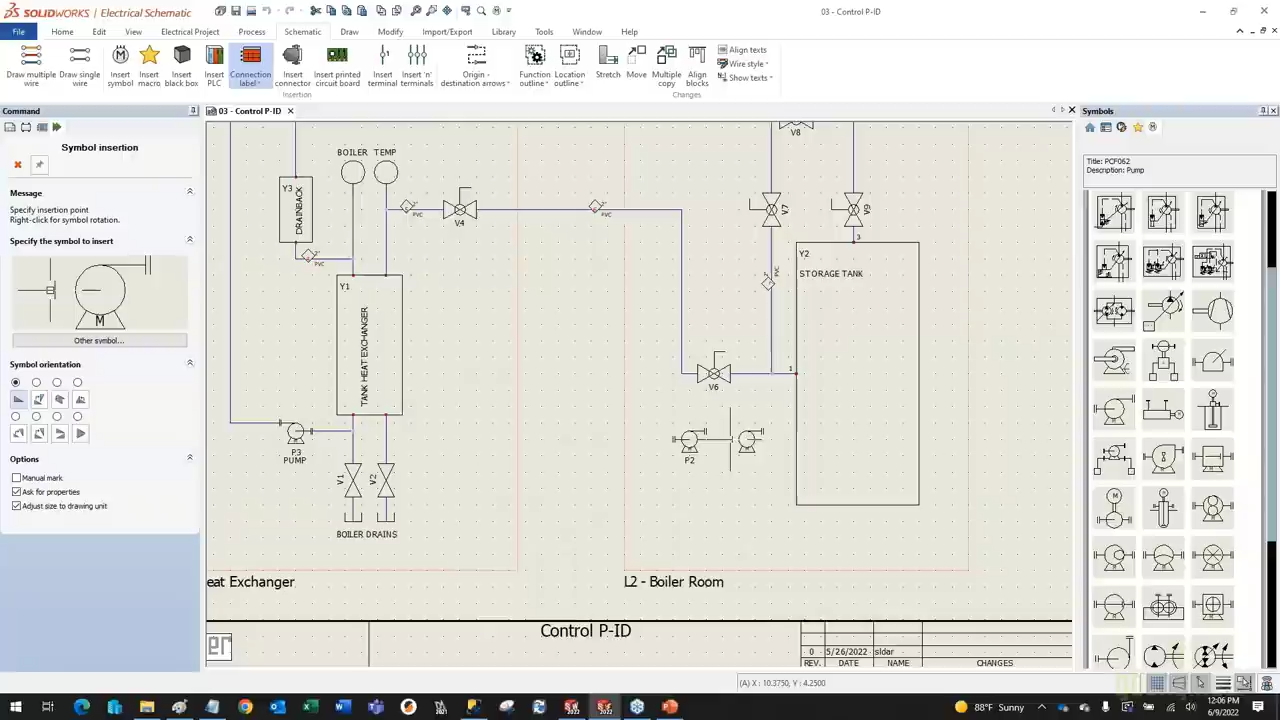 SOLIDWORKS Electrical Schematic
03 - Control P-ID
File Home Edit View Electrical Project Process Schematic Draw Modify Import/Export Library Tools Window Help
Draw multiple wire
Draw single wire
Insert symbol
Insert macro
Insert black box
Insert PLC
Connection label
Insert connector
Insert printed circuit board
Insert terminal
Insert 'n' terminals
Origin - destination arrows
Function outline
Location outline
Stretch
Move
Multiple copy
Align blocks
Align texts
Wire style
Show texts
Insertion
Changes
Command
03 - Control P-ID
Symbols
Symbol insertion
Message
Specify insertion point
Right-click for symbol rotation.
Specify the symbol to insert
M
Other symbol...
Symbol orientation
Options
Manual mark
Ask for properties
Adjust size to drawing unit
BOILER TEMP
Y3
DRAINBACK
PVC
V4
PVC
PVC
Y1
TANK HEAT EXCHANGER
P3
PUMP
V1
V2
BOILER DRAINS
V8
V7
V9
3
Y2
STORAGE TANK
PVC
1
V6
P2
eat Exchanger
L2 - Boiler Room
Control P-ID
0 5/26/2022 sldar
REV. DATE NAME CHANGES
Title: PCF062
Description: Pump
(A) X : 10.3750, Y : 4.2500
88°F Sunny
12:06 PM
6/9/2022